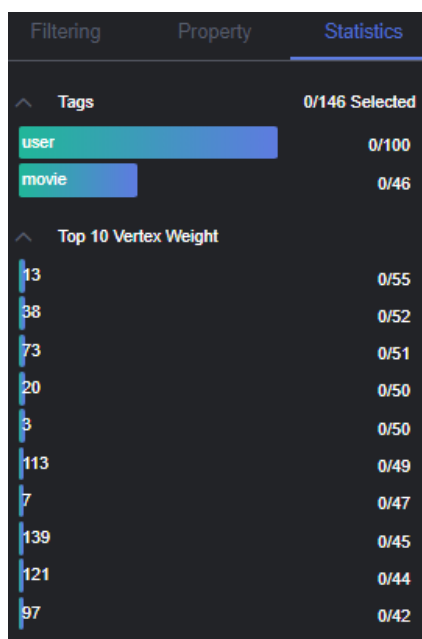 Filtering Property Statistics
Tags 0/146 Selected
user 0/100
movie 0/46
Top 10 Vertex Weight
13 0/55
38 0/52
73 0/51
20 0/50
3 0/50
113 0/49
7 0/47
139 0/45
121 0/44
97 0/42